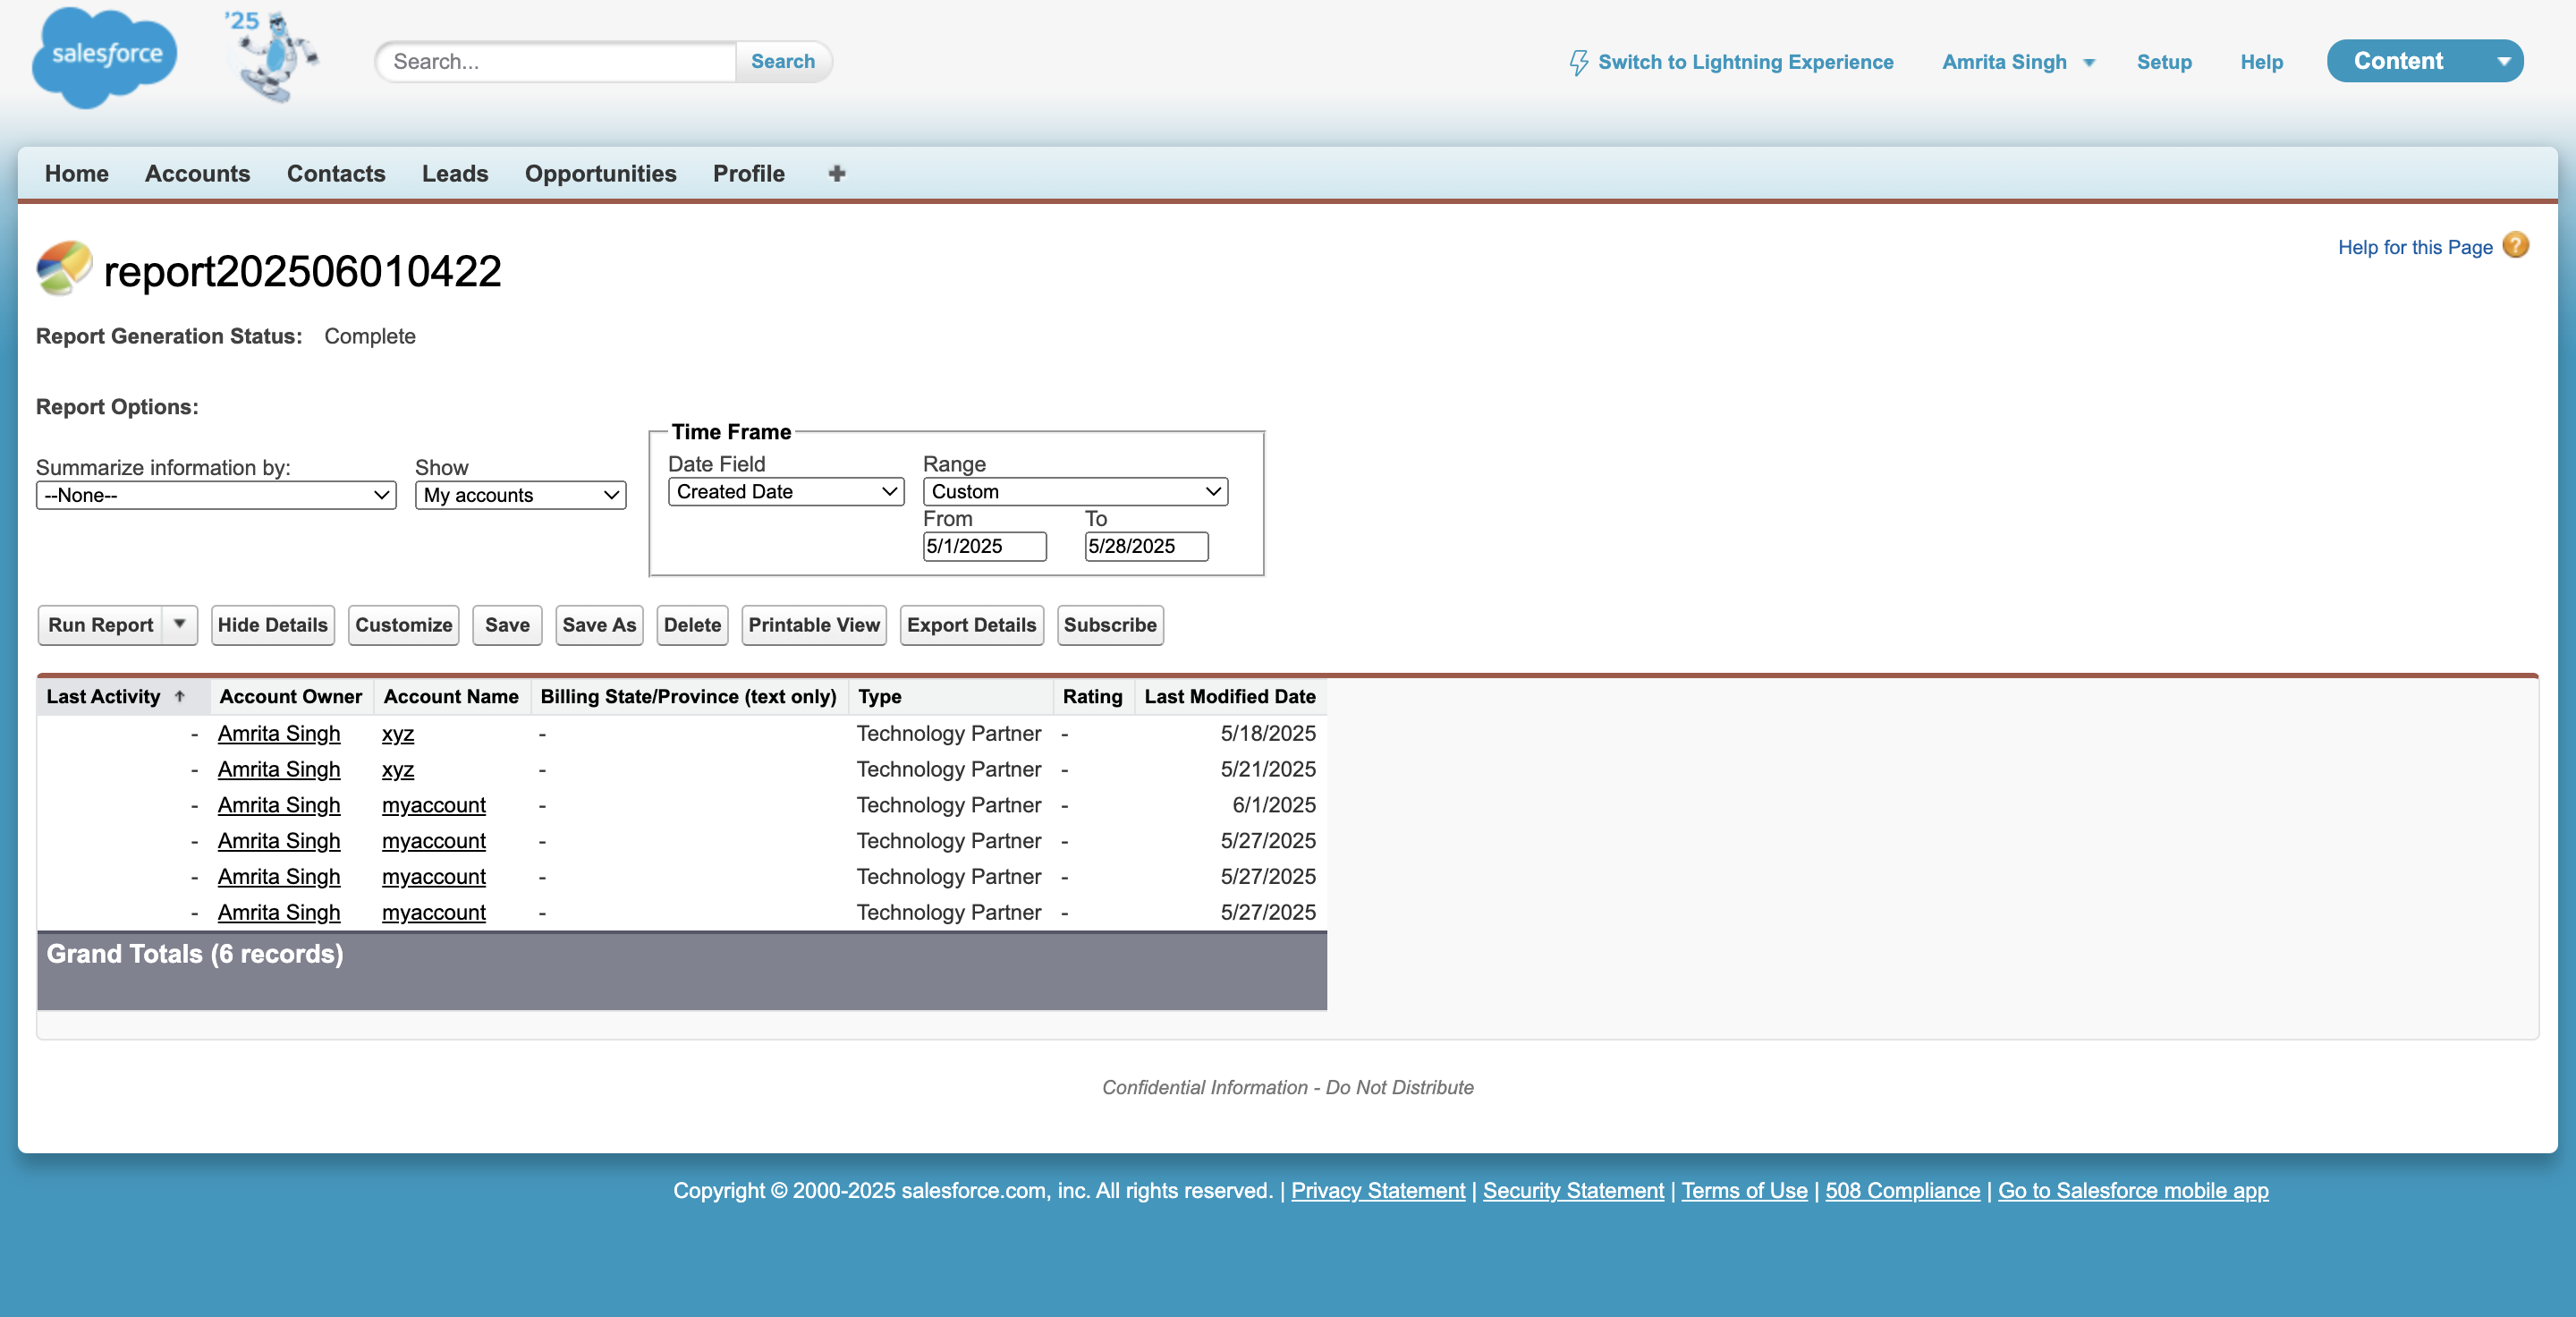 salesforce
'25
Search...
Search
Switch to Lightning Experience
Amrita Singh
Setup
Help
Content
Home
Accounts
Contacts
Leads
Opportunities
Profile
Help for this Page
report202506010422
Report Generation Status: Complete
Report Options:
Time Frame
Summarize information by:
Show
Date Field
Range
--None--
My accounts
Created Date
Custom
From
To
5/1/2025
5/28/2025
Run Report
Hide Details
Customize
Save
Save As
Delete
Printable View
Export Details
Subscribe
Last Activity Account Owner Account Name Billing State/Province (text only) Type Rating Last Modified Date
- Amrita Singh xyz - Technology Partner - 5/18/2025
- Amrita Singh xyz - Technology Partner - 5/21/2025
- Amrita Singh myaccount - Technology Partner - 6/1/2025
- Amrita Singh myaccount - Technology Partner - 5/27/2025
- Amrita Singh myaccount - Technology Partner - 5/27/2025
- Amrita Singh myaccount - Technology Partner - 5/27/2025
Grand Totals (6 records)
Confidential Information - Do Not Distribute
Copyright © 2000-2025 salesforce.com, inc. All rights reserved. | Privacy Statement | Security Statement | Terms of Use | 508 Compliance | Go to Salesforce mobile app